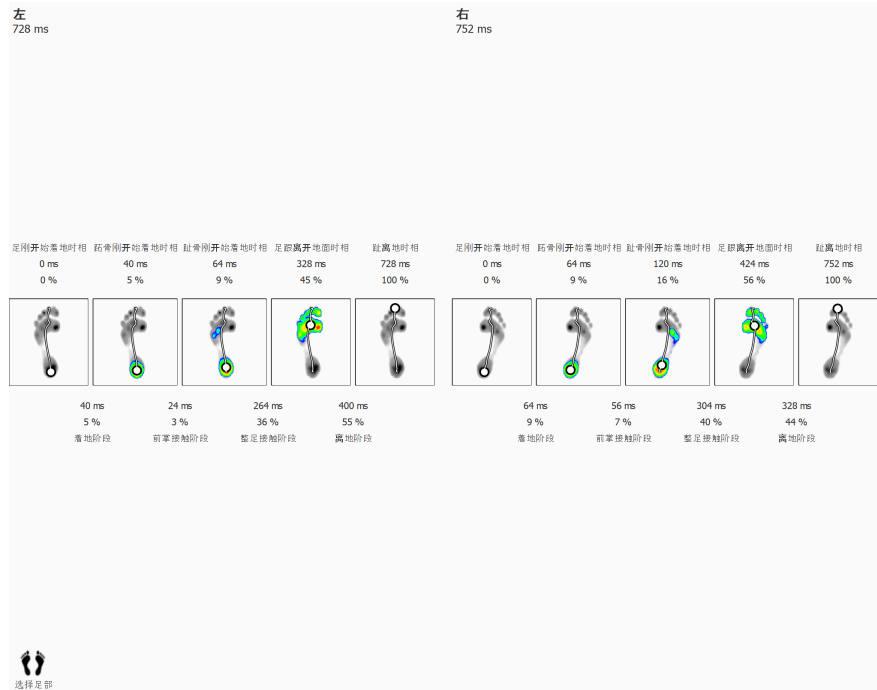 左
728 ms
足刚开始着地时相 跖骨刚开始着地时相 趾骨刚开始着地时相 足跟离开地面时相 趾离地时相
0 ms 40 ms 64 ms 328 ms 728 ms
0 % 5 % 9 % 45 % 100 %
40 ms 24 ms 264 ms 400 ms
5 % 3 % 36 % 55 %
着地阶段 前掌接触阶段 整足接触阶段 离地阶段
右
752 ms
足刚开始着地时相 跖骨刚开始着地时相 趾骨刚开始着地时相 足跟离开地面时相 趾离地时相
0 ms 64 ms 120 ms 424 ms 752 ms
0 % 9 % 16 % 56 % 100 %
64 ms 56 ms 304 ms 328 ms
9 % 7 % 40 % 44 %
着地阶段 前掌接触阶段 整足接触阶段 离地阶段
选择足部